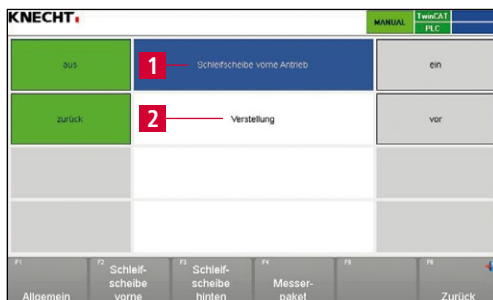 KNECHT
MANUAL
TwinCAT
PLC
aus
1
Schleifscheibe vorne Antrieb
ein
zurück
2
Verstellung
vor
F1
Allgemein
F2
Schleif-
scheibe
vorne
F3
Schleif-
scheibe
hinten
F4
Messer-
paket
F5
F6
Zurück